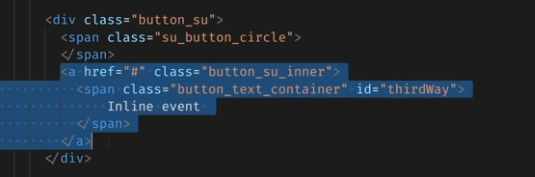 <div class="button_su">
<span class="su_button_circle">
</span>
<a href="#" class="button_su_inner">
<span class="button_text_container" id="thirdWay">
Inline event
</span>
</a>
</div>